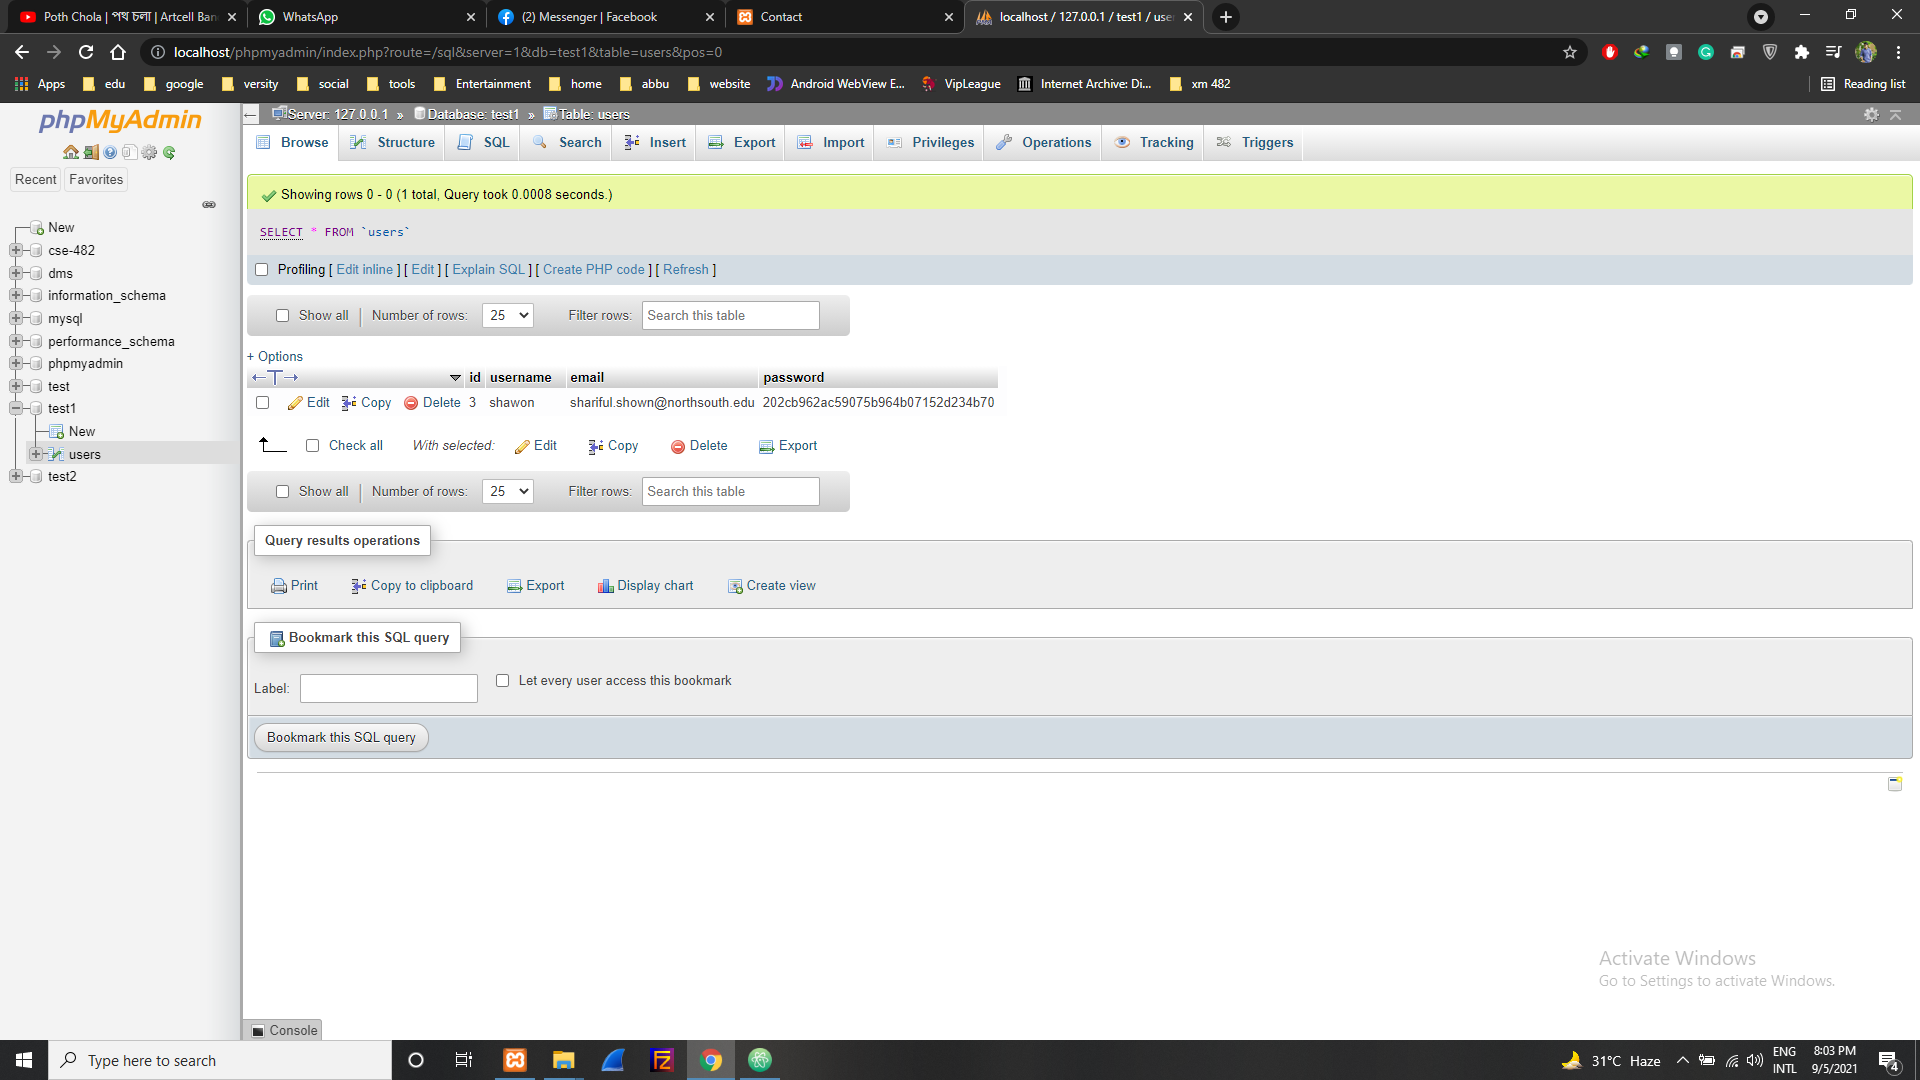 Poth Chola | পথ চলা | Artcell Ban
WhatsApp
(2) Messenger | Facebook
Contact
localhost / 127.0.0.1 / test1 / use
localhost/phpmyadmin/index.php?route=/sql&server=1&db=test1&table=users&pos=0
Apps edu google versity social tools Entertainment home abbu website Android WebView E... VipLeague Internet Archive: Di... xm 482 Reading list
phpMyAdmin
Recent Favorites
New
cse-482
dms
information_schema
mysql
performance_schema
phpmyadmin
test
test1
New
users
test2
Server: 127.0.0.1 » Database: test1 » Table: users
Browse Structure SQL Search Insert Export Import Privileges Operations Tracking Triggers
Showing rows 0 - 0 (1 total, Query took 0.0008 seconds.)
SELECT * FROM `users`
Profiling [ Edit inline ] [ Edit ] [ Explain SQL ] [ Create PHP code ] [ Refresh ]
Show all | Number of rows: 25 Filter rows: Search this table
+ Options
←T→ id username email password
Edit Copy Delete 3 shawon shariful.shown@northsouth.edu 202cb962ac59075b964b07152d234b70
Check all With selected: Edit Copy Delete Export
Show all | Number of rows: 25 Filter rows: Search this table
Query results operations
Print Copy to clipboard Export Display chart Create view
Bookmark this SQL query
Label: Let every user access this bookmark
Bookmark this SQL query
Activate Windows
Go to Settings to activate Windows.
Console
Type here to search
FZ
31°C Haze
ENG
INTL
8:03 PM
9/5/2021
4